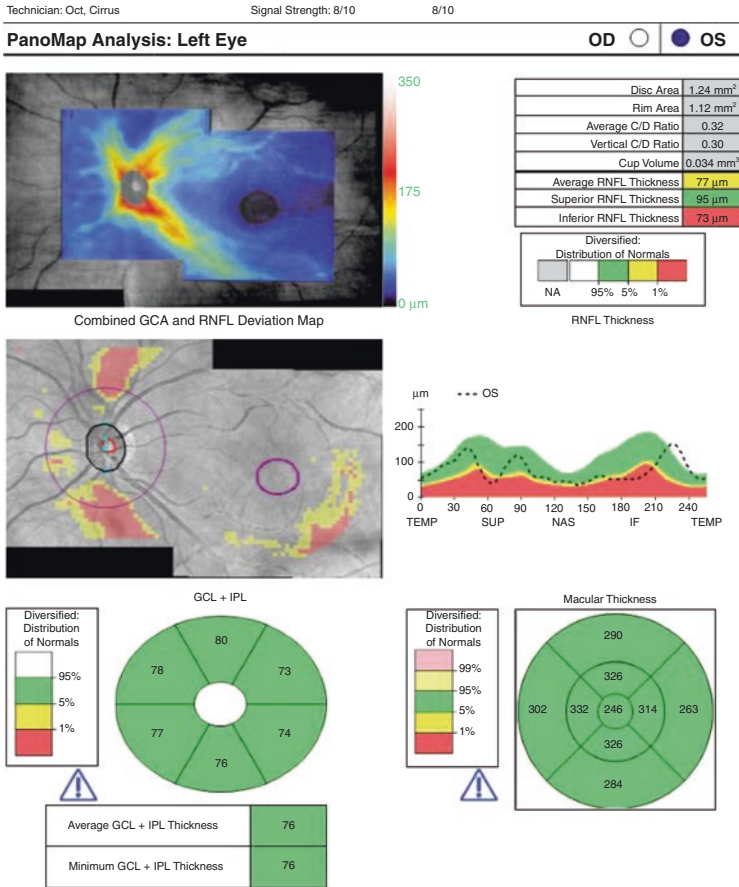 Technician: Oct, Cirrus Signal Strength: 8/10 8/10
PanoMap Analysis: Left Eye OD OS
350
175
0 µm
Disc Area 1.24 mm²
Rim Area 1.12 mm²
Average C/D Ratio 0.32
Vertical C/D Ratio 0.30
Cup Volume 0.034 mm³
Average RNFL Thickness 77 µm
Superior RNFL Thickness 95 µm
Inferior RNFL Thickness 73 µm
Diversified:
Distribution of Normals
NA 95% 5% 1%
Combined GCA and RNFL Deviation Map
RNFL Thickness
µm OS
200
100
0
0 30 60 90 120 150 180 210 240
TEMP SUP NAS IF TEMP
GCL + IPL
Diversified:
Distribution
of Normals
95%
5%
1%
80
78 73
77 74
76
Average GCL + IPL Thickness 76
Minimum GCL + IPL Thickness 76
Macular Thickness
Diversified:
Distribution
of Normals
99%
95%
5%
1%
290
326
302 332 246 314 263
326
284